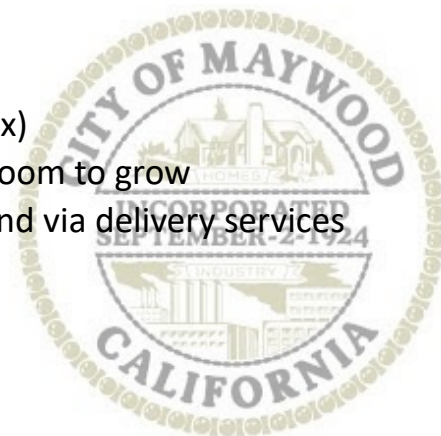 x)
oom to grow
nd via delivery services
CITY OF MAYWOOD
HOMES
INCORPORATED
SEPTEMBER-2-1924
INDUSTRY
CALIFORNIA